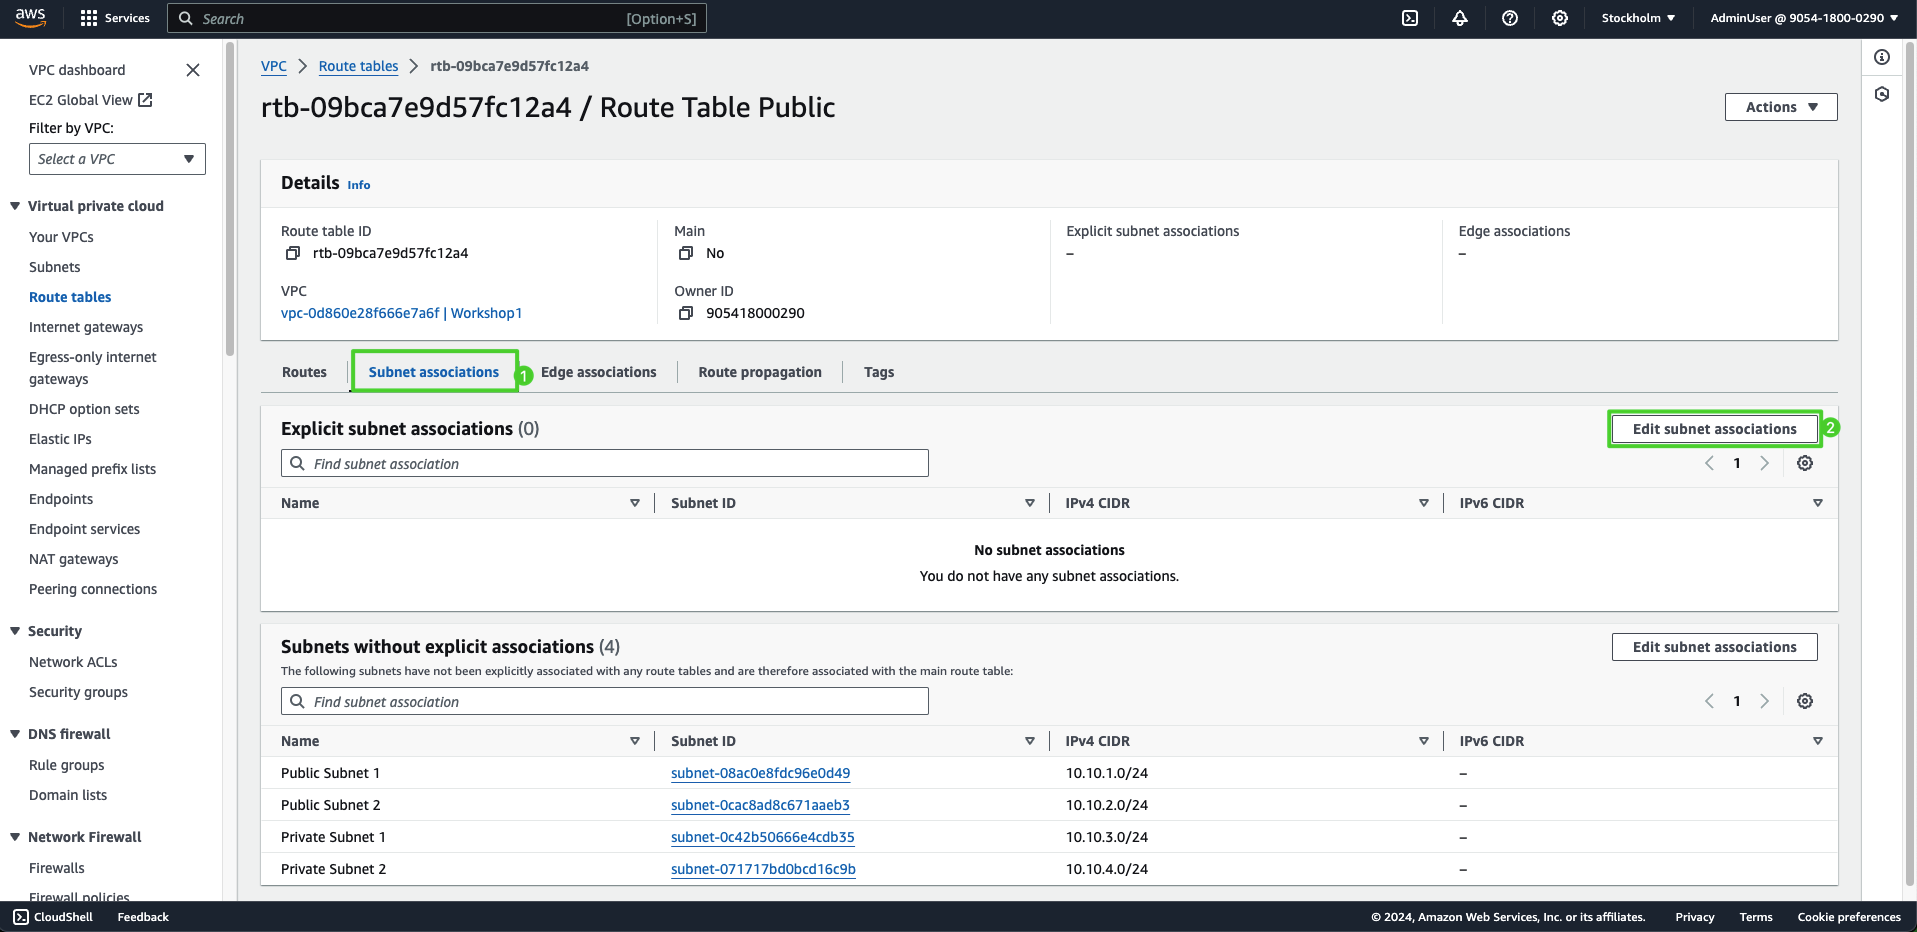 aws
Services
Search [Option+S]
Stockholm
AdminUser @ 9054-1800-0290
VPC dashboard
EC2 Global View
Filter by VPC:
Select a VPC
Virtual private cloud
Your VPCs
Subnets
Route tables
Internet gateways
Egress-only internet
gateways
DHCP option sets
Elastic IPs
Managed prefix lists
Endpoints
Endpoint services
NAT gateways
Peering connections
Security
Network ACLs
Security groups
DNS firewall
Rule groups
Domain lists
Network Firewall
Firewalls
Firewall policies
VPC > Route tables > rtb-09bca7e9d57fc12a4
rtb-09bca7e9d57fc12a4 / Route Table Public
Actions
Details Info
Route table ID
rtb-09bca7e9d57fc12a4
Main
No
Explicit subnet associations
–
Edge associations
–
VPC
vpc-0d860e28f666e7a6f | Workshop1
Owner ID
905418000290
Routes
Subnet associations
1
Edge associations
Route propagation
Tags
Explicit subnet associations (0)
Edit subnet associations
2
Find subnet association
1
Name Subnet ID IPv4 CIDR IPv6 CIDR
No subnet associations
You do not have any subnet associations.
Subnets without explicit associations (4)
Edit subnet associations
The following subnets have not been explicitly associated with any route tables and are therefore associated with the main route table:
Find subnet association
1
Name Subnet ID IPv4 CIDR IPv6 CIDR
Public Subnet 1 subnet-08ac0e8fdc96e0d49 10.10.1.0/24 –
Public Subnet 2 subnet-0cac8ad8c671aaeb3 10.10.2.0/24 –
Private Subnet 1 subnet-0c42b50666e4cdb35 10.10.3.0/24 –
Private Subnet 2 subnet-071717bd0bcd16c9b 10.10.4.0/24 –
CloudShell
Feedback
© 2024, Amazon Web Services, Inc. or its affiliates.
Privacy
Terms
Cookie preferences